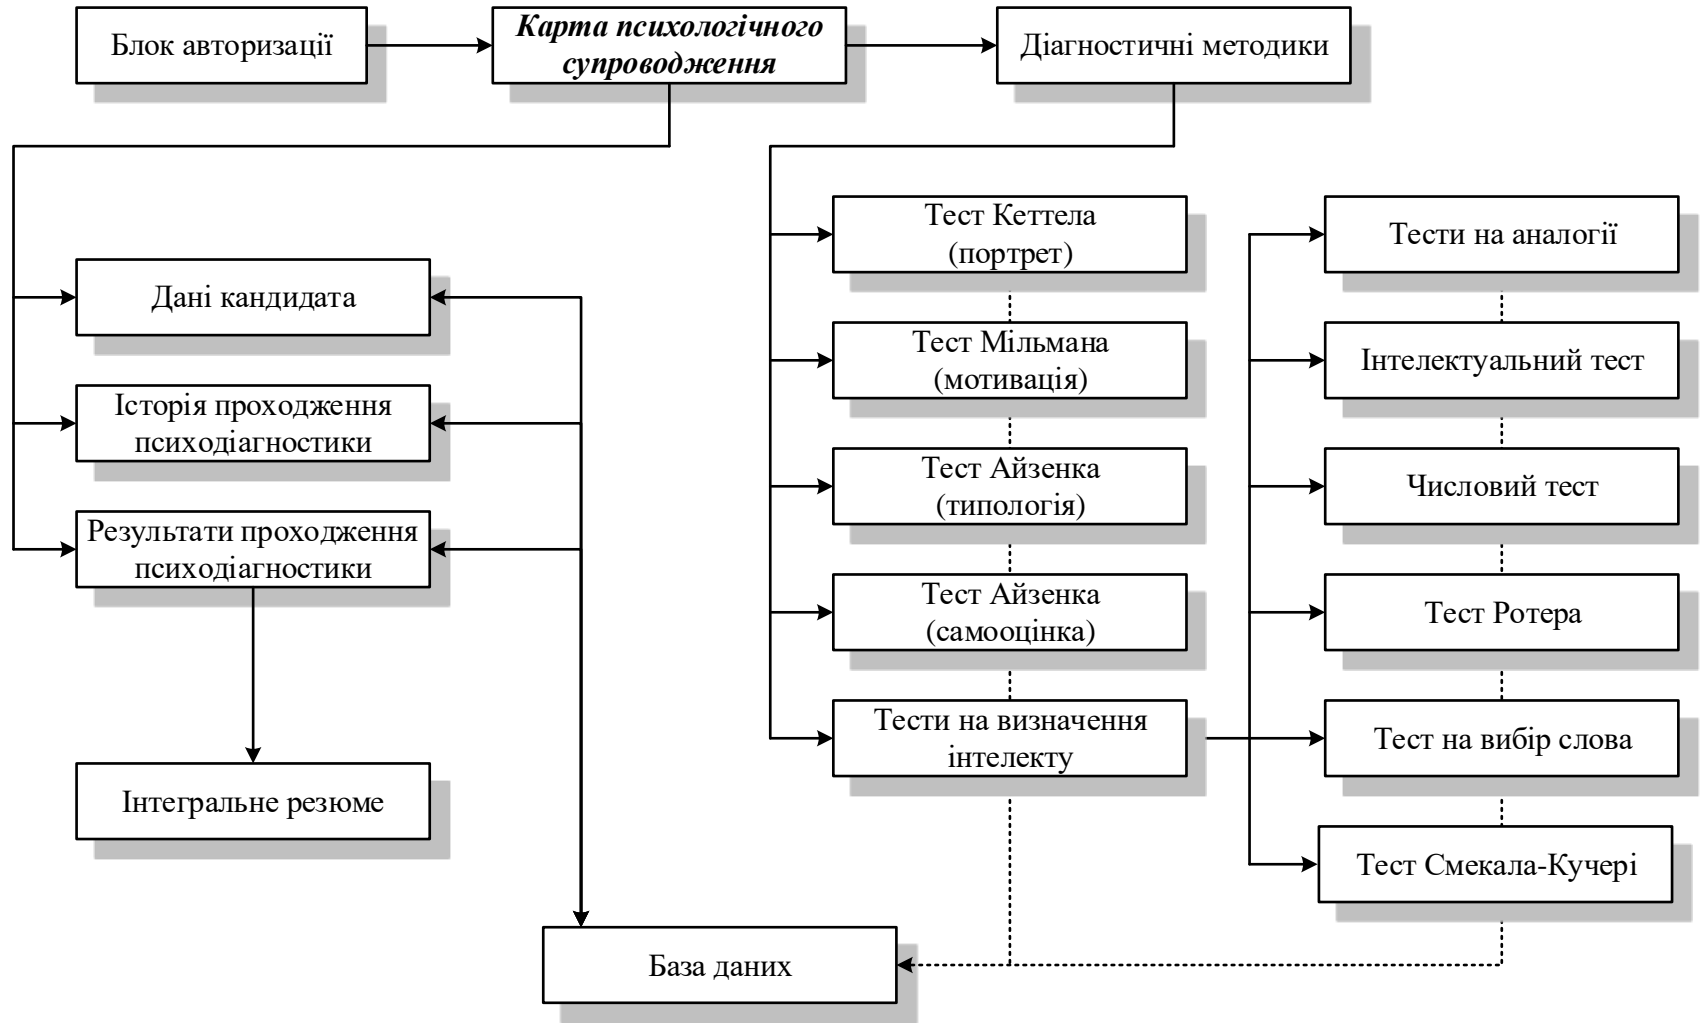 Блок авторизації
Карта психологічного
супроводження
Діагностичні методики
Дані кандидата
Історія проходження
психодіагностики
Результати проходження
психодіагностики
Інтегральне резюме
Тест Кеттела
(портрет)
Тест Мільмана
(мотивація)
Тест Айзенка
(типологія)
Тест Айзенка
(самооцінка)
Тести на визначення
інтелекту
Тести на аналогії
Інтелектуальний тест
Числовий тест
Тест Ротера
Тест на вибір слова
Тест Смекала-Кучері
База даних